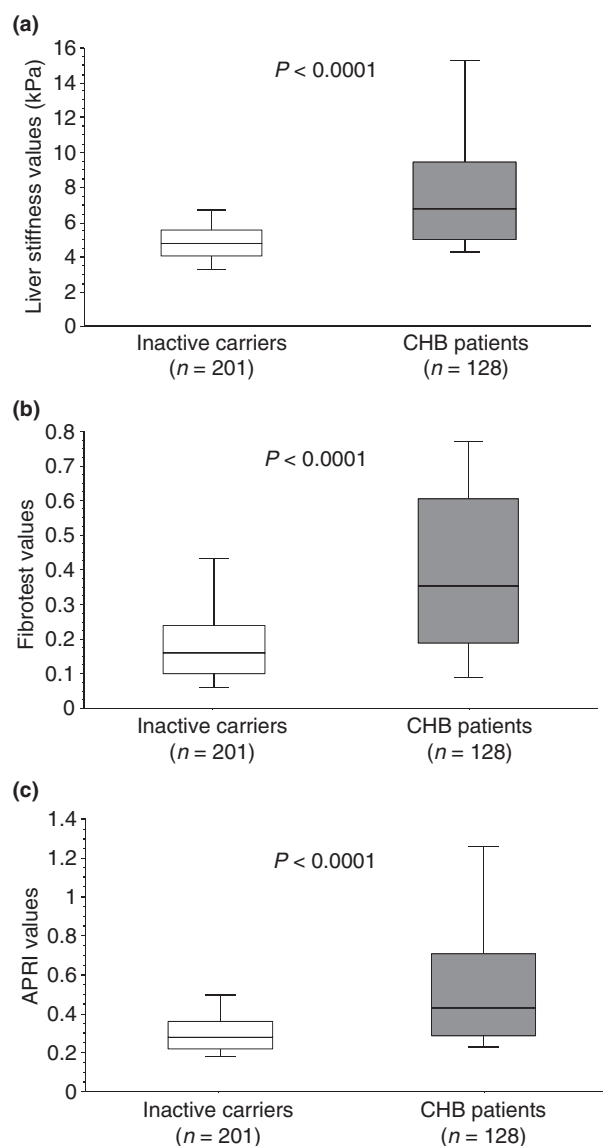 (a)
16
14
12
10
8
6
4
2
0
Liver stiffness values (kPa)
P < 0.0001
Inactive carriers
(n = 201)
CHB patients
(n = 128)
(b)
0.8
0.7
0.6
0.5
0.4
0.3
0.2
0.1
0
Fibrotest values
P < 0.0001
Inactive carriers
(n = 201)
CHB patients
(n = 128)
(c)
1.4
1.2
1
0.8
0.6
0.4
0.2
0
APRI values
P < 0.0001
Inactive carriers
(n = 201)
CHB patients
(n = 128)